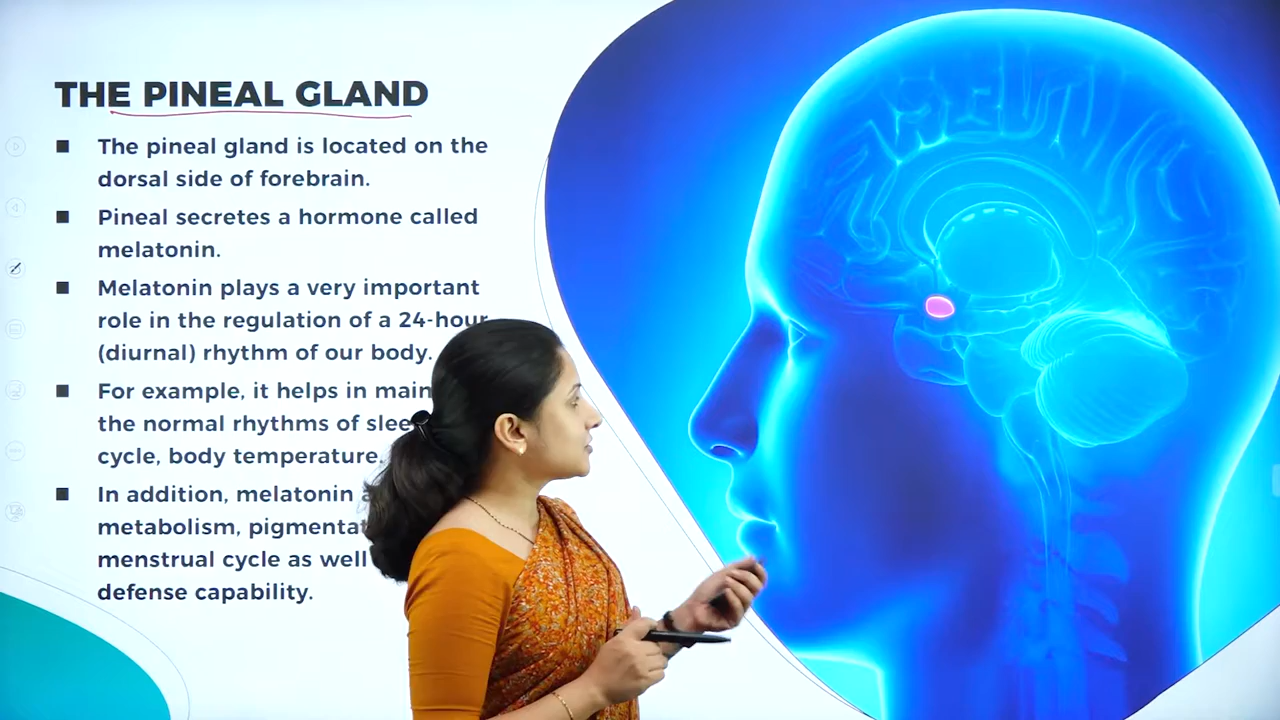 THE PINEAL GLAND
The pineal gland is located on the
dorsal side of forebrain.
Pineal secretes a hormone called
melatonin.
Melatonin plays a very important
role in the regulation of a 24-hour
(diurnal) rhythm of our body.
For example, it helps in
the normal rhythms of
cycle, body temperature.
In addition, melatonin
metabolism,
menstrual cycle as well
defense capability.